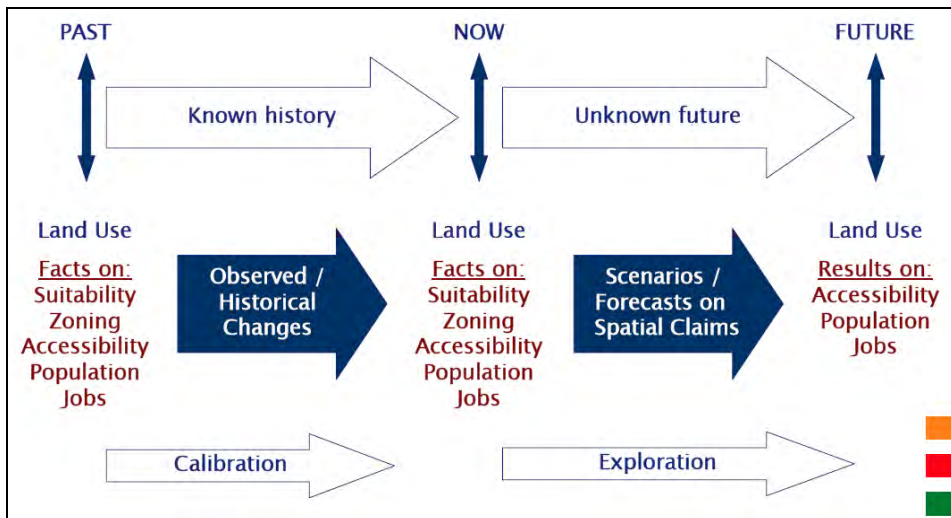 PAST
NOW
FUTURE
Known history
Unknown future
Land Use
Facts on:
Suitability
Zoning
Accessibility
Population
Jobs
Observed /
Historical
Changes
Land Use
Facts on:
Suitability
Zoning
Accessibility
Population
Jobs
Scenarios /
Forecasts on
Spatial Claims
Land Use
Results on:
Accessibility
Population
Jobs
Calibration
Exploration